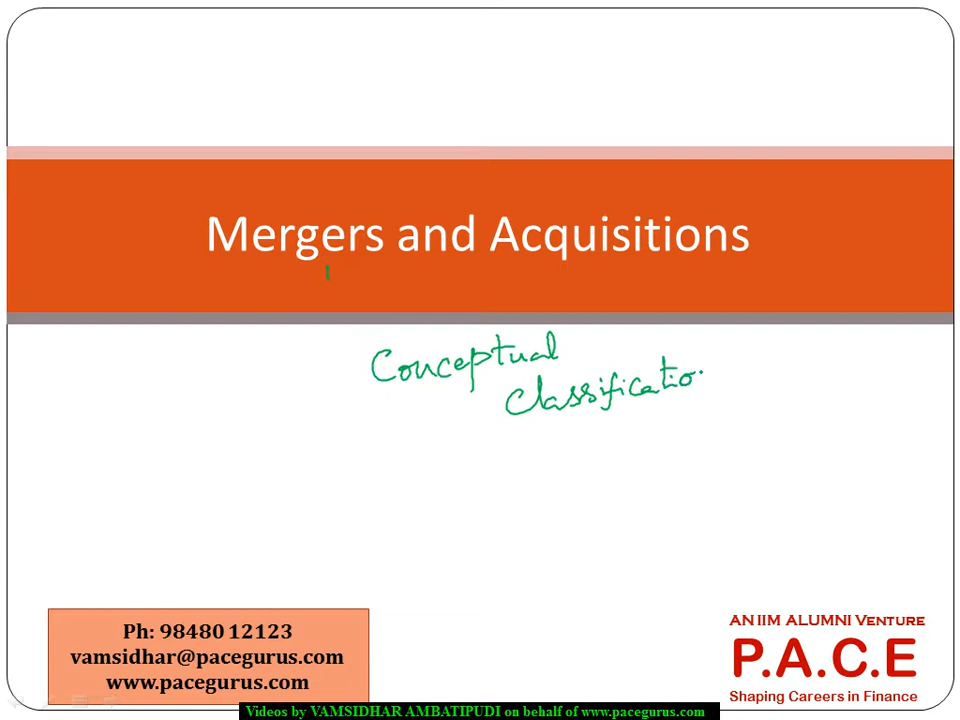 Mergers and Acquisitions
Conceptual
Classificatio
Ph: 98480 12123
vamsidhar@pacegurus.com
www.pacegurus.com
AN IIM ALUMNI VENTURE
P.A.C.E
Shaping Careers in Finance
Videos by VAMSIDHAR AMBATIPUDI on behalf of www.pacegurus.com